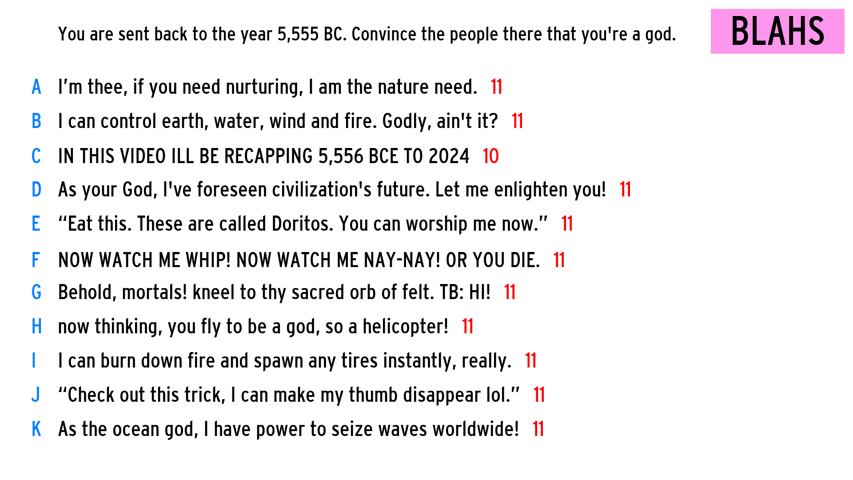 You are sent back to the year 5,555 BC. Convince the people there that you're a god.
BLAHS
A I'm thee, if you need nurturing, I am the nature need. 11
B I can control earth, water, wind and fire. Godly, ain't it? 11
C IN THIS VIDEO ILL BE RECAPPING 5,556 BCE TO 2024 10
D As your God, I've foreseen civilization's future. Let me enlighten you! 11
E “Eat this. These are called Doritos. You can worship me now.” 11
F NOW WATCH ME WHIP! NOW WATCH ME NAY-NAY! OR YOU DIE. 11
G Behold, mortals! kneel to thy sacred orb of felt. TB: HI! 11
H now thinking, you fly to be a god, so a helicopter! 11
I I can burn down fire and spawn any tires instantly, really. 11
J “Check out this trick, I can make my thumb disappear lol.” 11
K As the ocean god, I have power to seize waves worldwide! 11